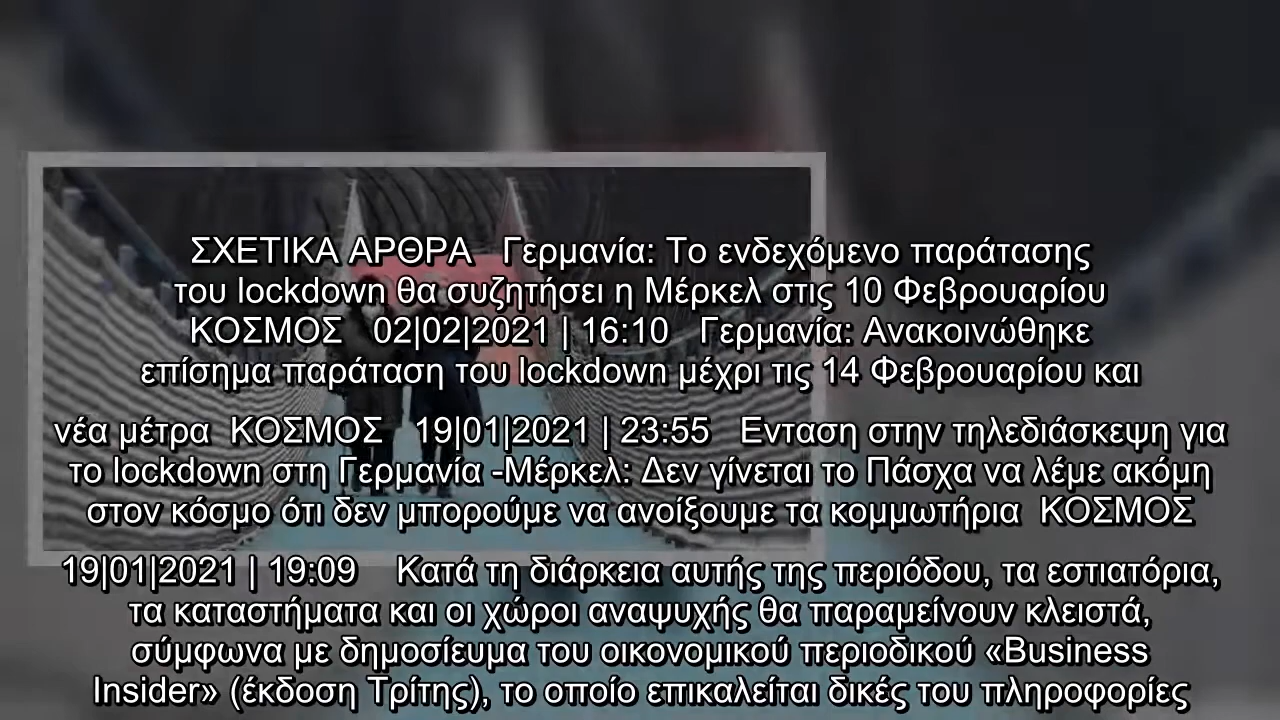 ΣΧΕΤΙΚΑ ΑΡΘΡΑ   Γερμανία: Το ενδεχόμενο παράτασης
του lockdown θα συζητήσει η Μέρκελ στις 10 Φεβρουαρίου
ΚΟΣΜΟΣ   02|02|2021 | 16:10   Γερμανία: Ανακοινώθηκε
επίσημα παράταση του lockdown μέχρι τις 14 Φεβρουαρίου και
νέα μέτρα  ΚΟΣΜΟΣ   19|01|2021 | 23:55   Ενταση στην τηλεδιάσκεψη για
το lockdown στη Γερμανία -Μέρκελ: Δεν γίνεται το Πάσχα να λέμε ακόμη
στον κόσμο ότι δεν μπορούμε να ανοίξουμε τα κομμωτήρια  ΚΟΣΜΟΣ
19|01|2021 | 19:09    Κατά τη διάρκεια αυτής της περιόδου, τα εστιατόρια,
τα καταστήματα και οι χώροι αναψυχής θα παραμείνουν κλειστά,
σύμφωνα με δημοσίευμα του οικονομικού περιοδικού «Business
Insider» (έκδοση Τρίτης), το οποίο επικαλείται δικές του πληροφορίες